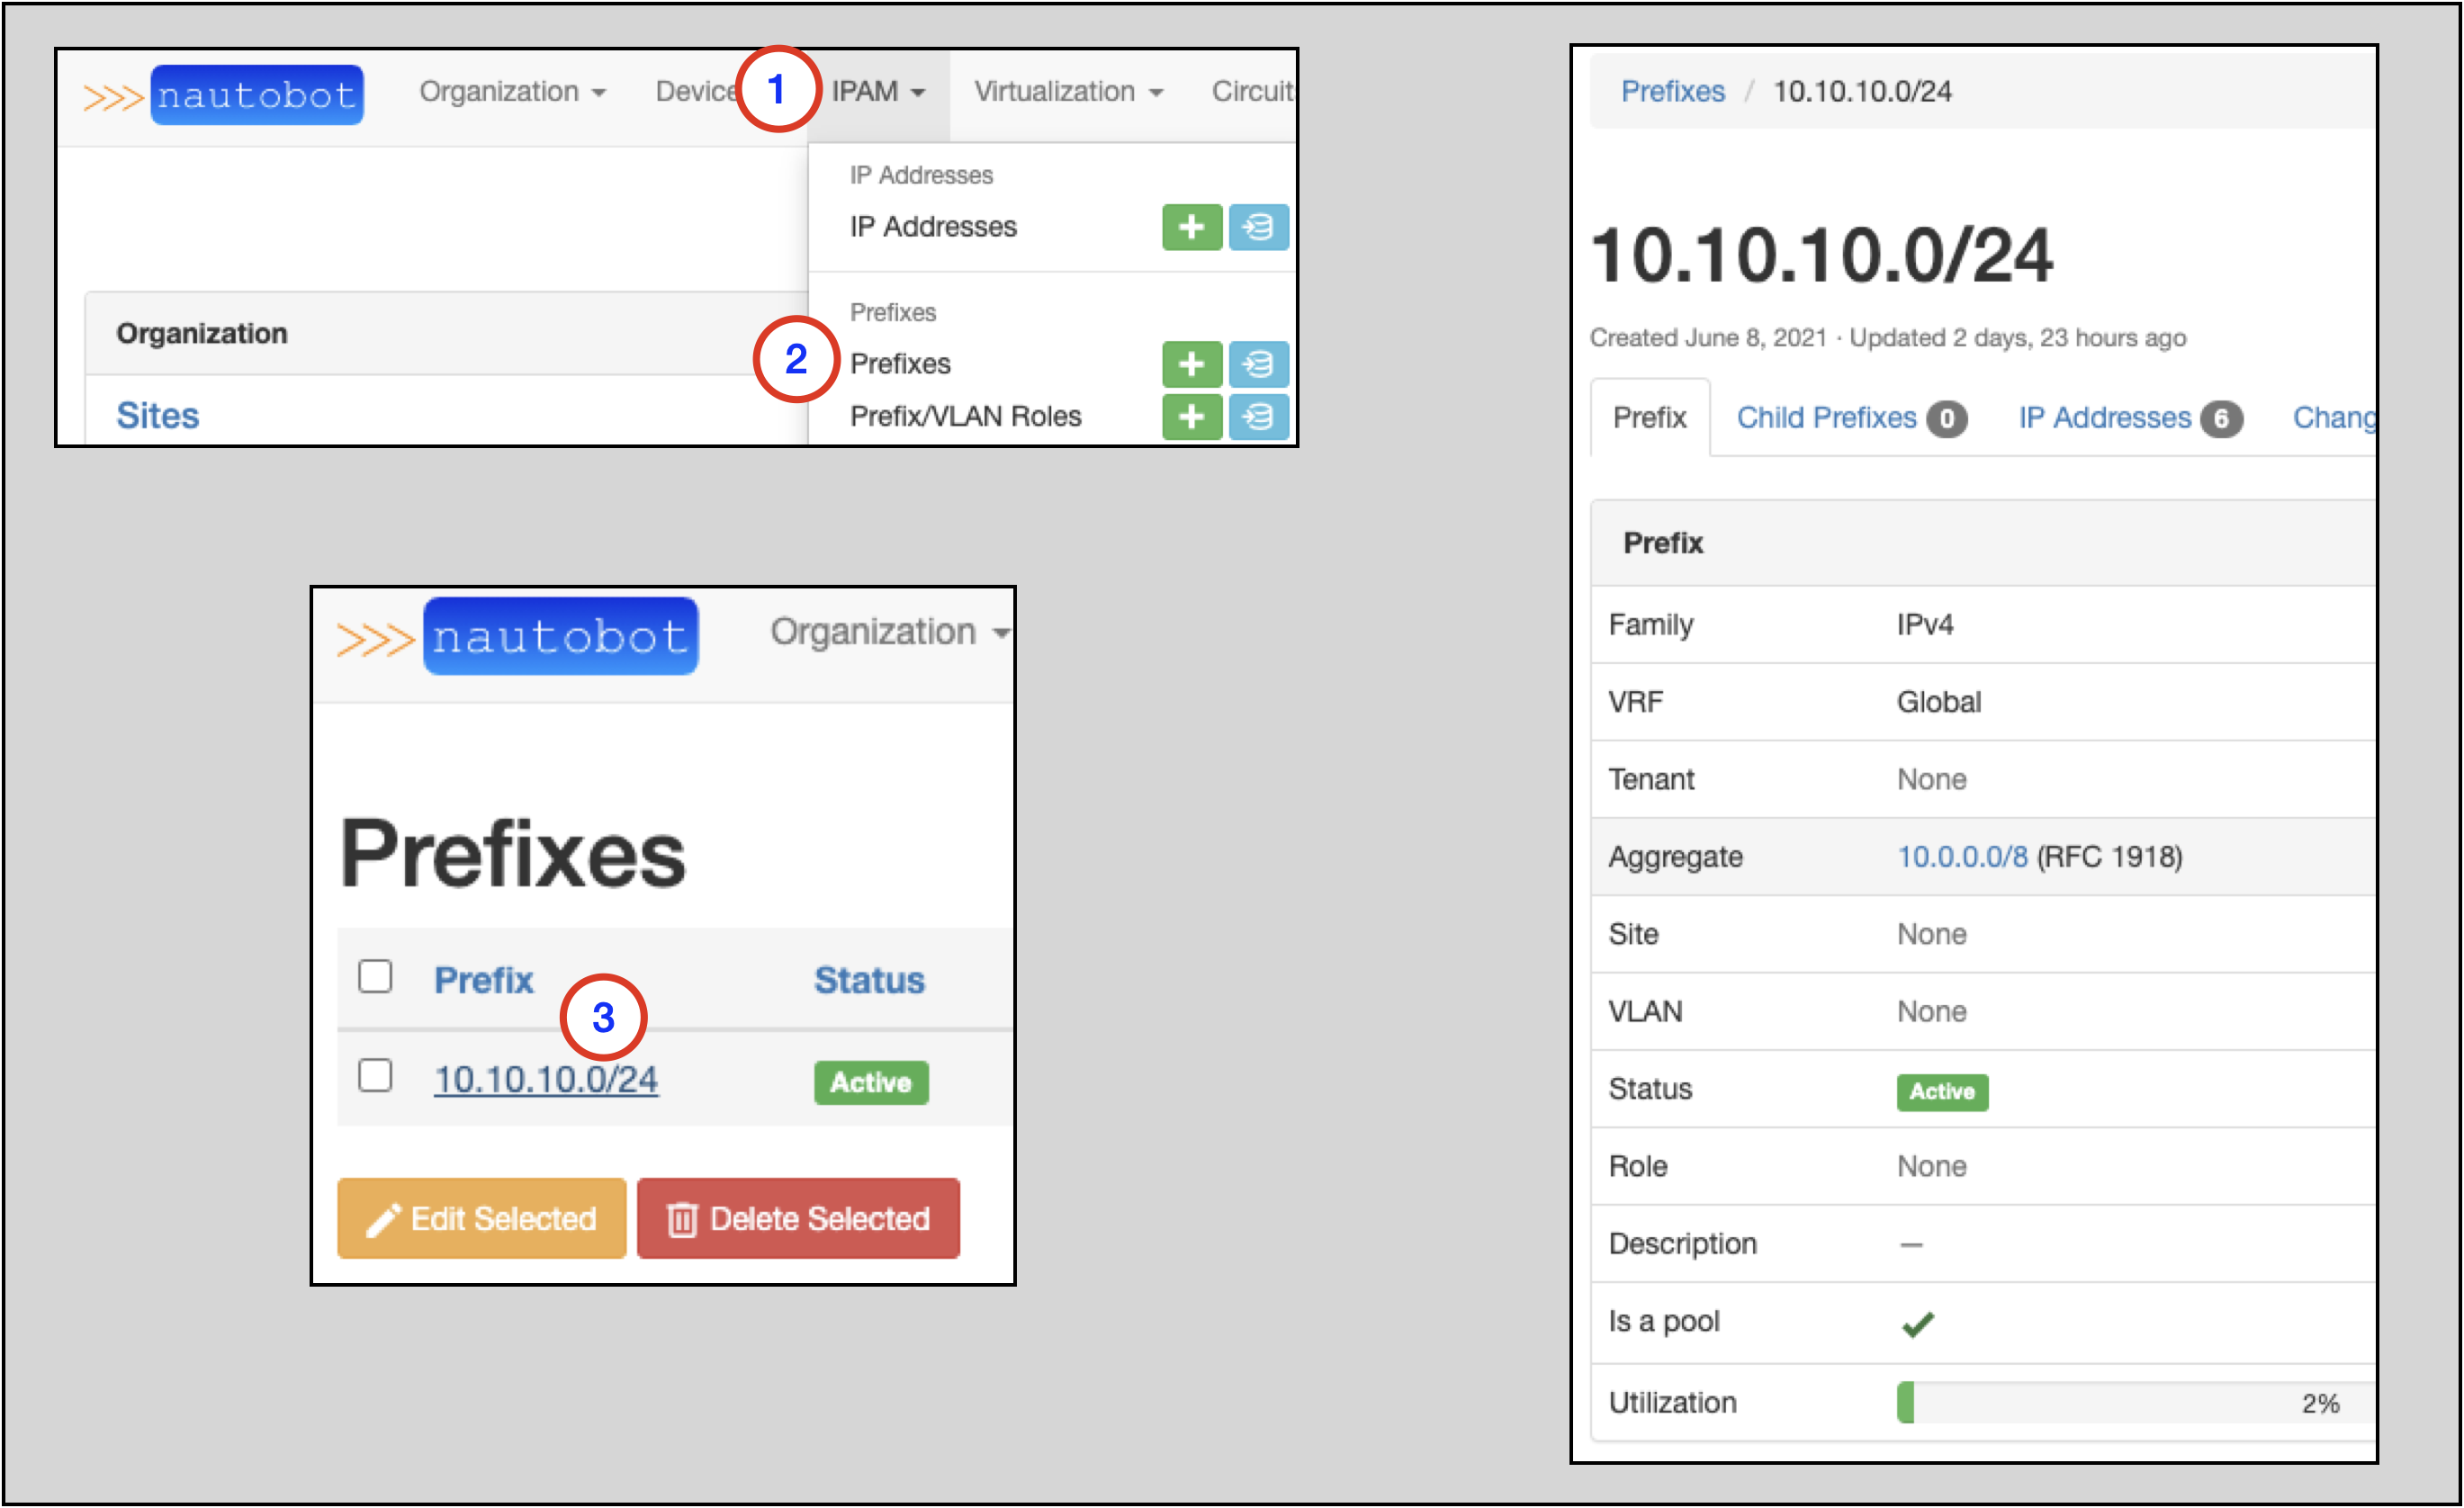 >>> nautobot Organization Device 1 IPAM Virtualization Circuit
IP Addresses
IP Addresses
Prefixes
2 Prefixes
Prefix/VLAN Roles
Organization
Sites
>>> nautobot Organization
Prefixes
Prefix Status
3
10.10.10.0/24 Active
Edit Selected Delete Selected
Prefixes / 10.10.10.0/24
10.10.10.0/24
Created June 8, 2021 · Updated 2 days, 23 hours ago
Prefix Child Prefixes 0 IP Addresses 6 Chang
Prefix
Family IPv4
VRF Global
Tenant None
Aggregate 10.0.0.0/8 (RFC 1918)
Site None
VLAN None
Status Active
Role None
Description —
Is a pool ✔
Utilization 2%